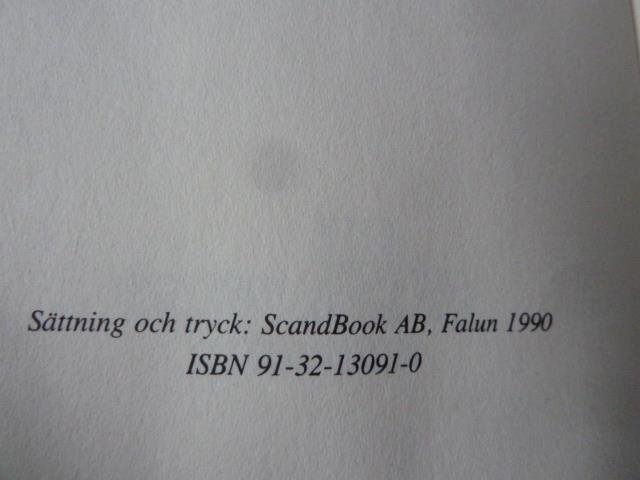 Sättning och tryck: ScandBook AB, Falun 1990
ISBN 91-32-13091-0